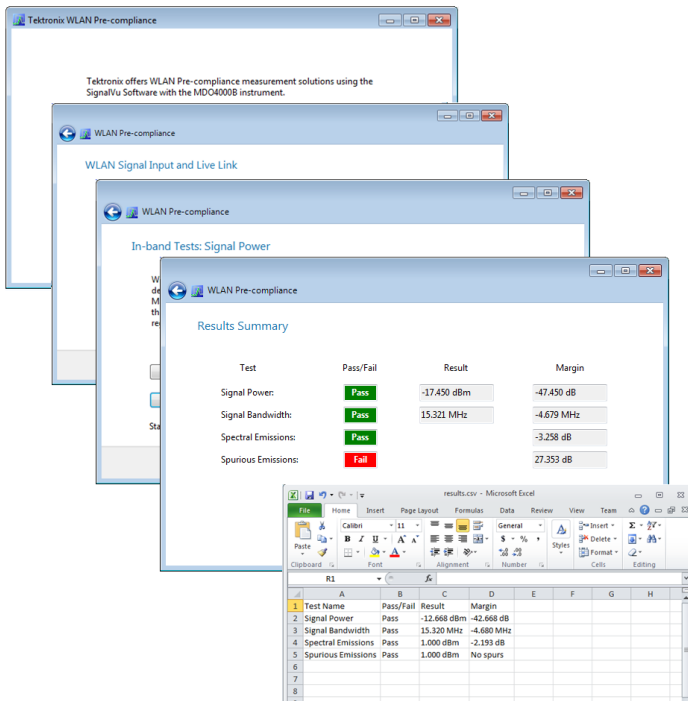 Tektronix WLAN Pre-compliance
Tektronix offers WLAN Pre-compliance measurement solutions using the
SignalVu Software with the MDO4000B instrument.
WLAN Pre-compliance
WLAN Signal Input and Live Link
WLAN Pre-compliance
In-band Tests: Signal Power
W
de
M
th
re
Sta
WLAN Pre-compliance
Results Summary
Test Pass/Fail Result Margin
Signal Power: Pass -17.450 dBm -47.450 dB
Signal Bandwidth: Pass 15.321 MHz -4.679 MHz
Spectral Emissions: Pass -3.258 dB
Spurious Emissions: Fail 27.353 dB
results.csv - Microsoft Excel
File Home Insert Page Layout Formulas Data Review View Team
Calibri 11 General Insert
Paste B I U A A $ % , Styles Delete
Format
Clipboard Font Alignment Number Cells Editing
R1 fx
A B C D E F G H
1 Test Name Pass/Fail Result Margin
2 Signal Power Pass -12.668 dBm -42.668 dB
3 Signal Bandwidth Pass 15.320 MHz -4.680 MHz
4 Spectral Emissions Pass 1.000 dBm -2.193 dB
5 Spurious Emissions Pass 1.000 dBm No spurs
6
7
8